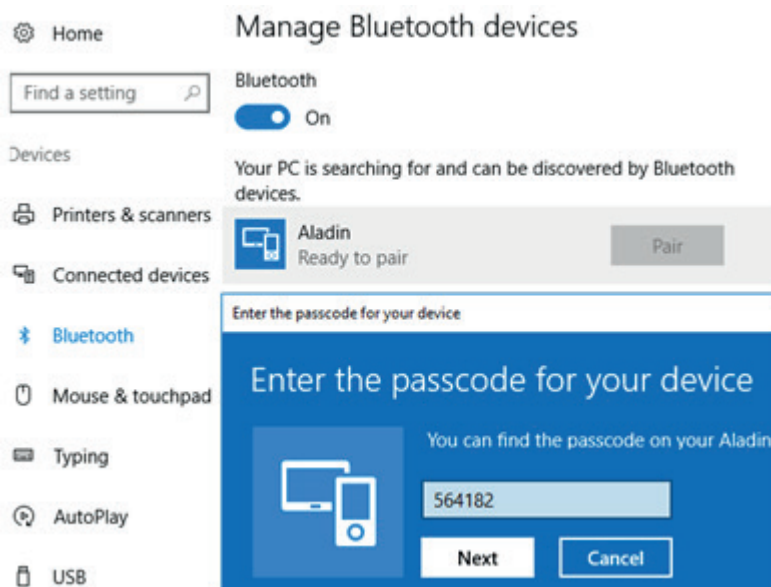 Home
Find a setting
Devices
Printers & scanners
Connected devices
Bluetooth
Mouse & touchpad
Typing
AutoPlay
USB
Manage Bluetooth devices
Bluetooth
On
Your PC is searching for and can be discovered by Bluetooth
devices.
Aladin
Ready to pair
Pair
Enter the passcode for your device
Enter the passcode for your device
You can find the passcode on your Aladin
564182
Next
Cancel